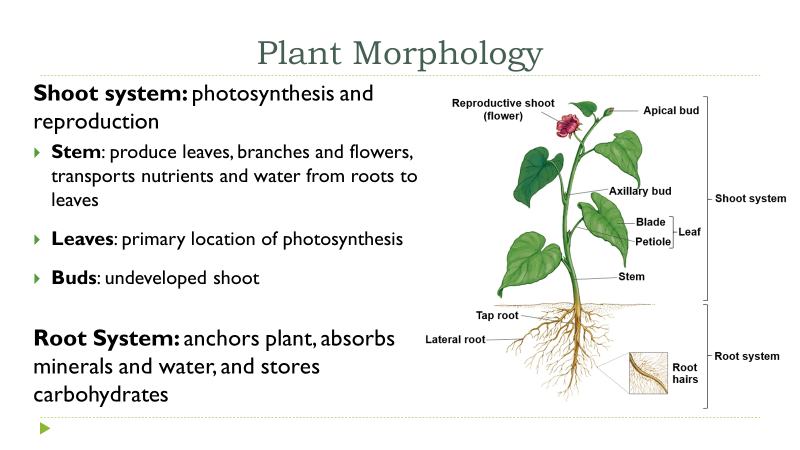 Plant Morphology
Shoot system: photosynthesis and
reproduction
Stem: produce leaves, branches and flowers,
transports nutrients and water from roots to
leaves
Leaves: primary location of photosynthesis
Buds: undeveloped shoot
Root System: anchors plant, absorbs
minerals and water, and stores
carbohydrates
Reproductive shoot
(flower)
Apical bud
Axillary bud
Shoot system
Blade
Leaf
Petiole
Stem
Tap root
Lateral root
Root
hairs
Root system